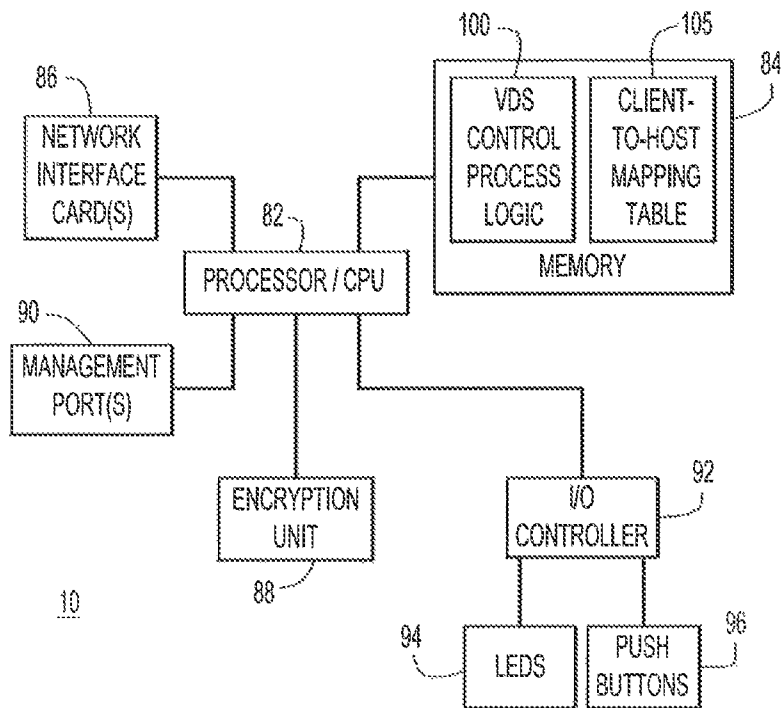 100
105
84
86
VDS
CONTROL
PROCESS
LOGIC
CLIENT-
TO-HOST
MAPPING
TABLE
MEMORY
NETWORK
INTERFACE
CARD(S)
82
PROCESSOR / CPU
90
MANAGEMENT
PORT(S)
ENCRYPTION
UNIT
88
I/O
CONTROLLER
92
10
94
LEDS
PUSH
BUTTONS
96